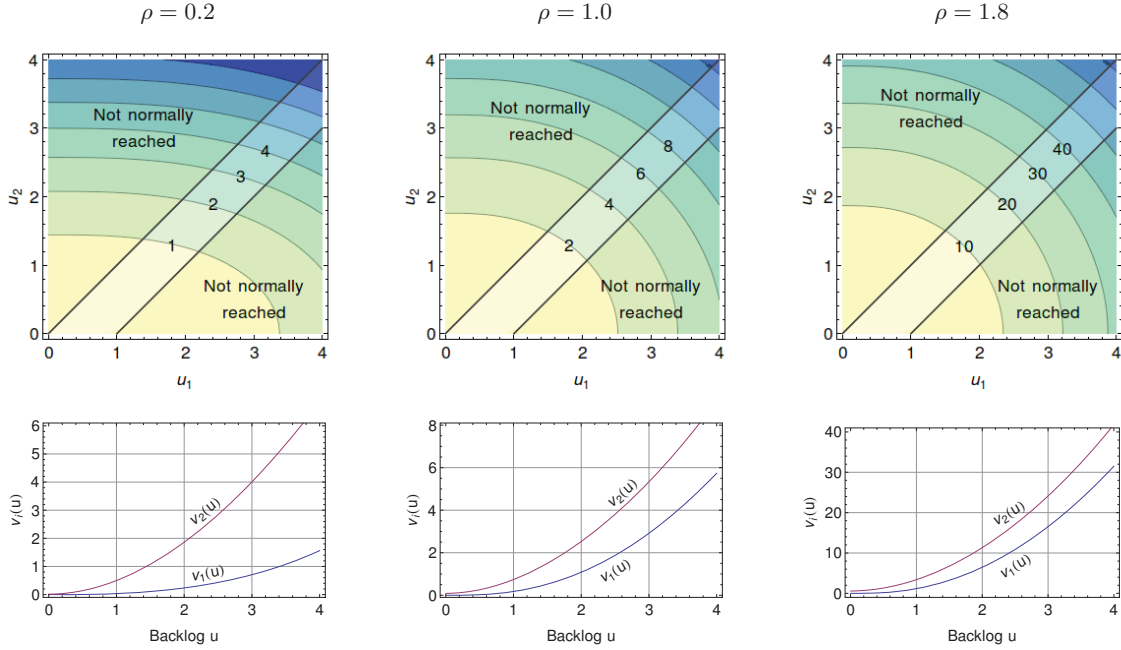 ρ = 0.2
ρ = 1.0
ρ = 1.8
4
3
2
1
0
u2
Not normally
reached
4
3
2
1
Not normally
reached
0 1 2 3 4
u1
4
3
2
1
0
u2
Not normally
reached
8
6
4
2
Not normally
reached
0 1 2 3 4
u1
4
3
2
1
0
u2
Not normally
reached
40
30
20
10
Not normally
reached
0 1 2 3 4
u1
6
5
4
3
2
1
0
vi(u)
v2(u)
v1(u)
0 1 2 3 4
Backlog u
8
6
4
2
0
vi(u)
v2(u)
v1(u)
0 1 2 3 4
Backlog u
40
30
20
10
0
vi(u)
v2(u)
v1(u)
0 1 2 3 4
Backlog u